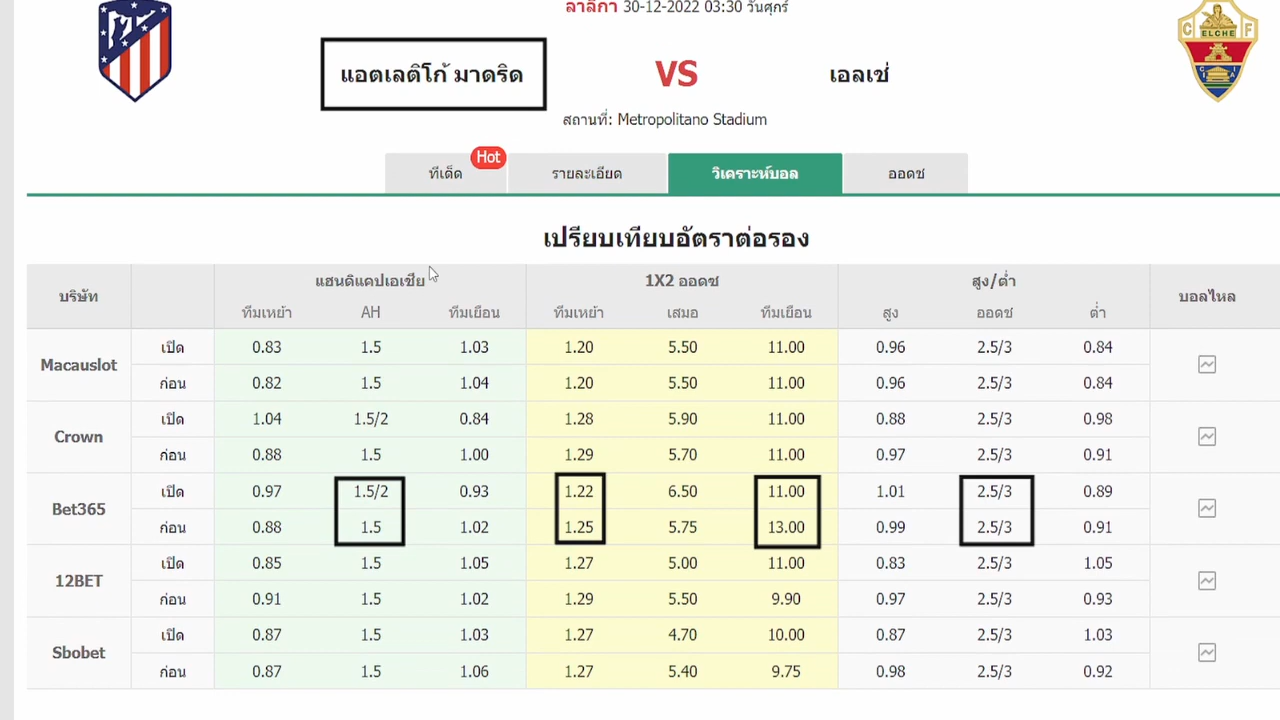 ลาลีกา 30-12-2022 03:30 วันศุกร์
แอตเลติโก้ มาดริด VS เอลเช่
CF ELCHE
สถานที่: Metropolitano Stadium
ทีเด็ด Hot รายละเอียด วิเคราะห์บอล ออดซ์
เปรียบเทียบอัตราต่อรอง
บริษัท แฮนดิแคปเอเชีย 1X2 ออดซ์ สูง/ต่ำ บอลไหล
ทีมเหย้า AH ทีมเยือน ทีมเหย้า เสมอ ทีมเยือน สูง ออดซ์ ต่ำ
Macauslot
เปิด 0.83 1.5 1.03 1.20 5.50 11.00 0.96 2.5/3 0.84
ก่อน 0.82 1.5 1.04 1.20 5.50 11.00 0.96 2.5/3 0.84
Crown
เปิด 1.04 1.5/2 0.84 1.28 5.90 11.00 0.88 2.5/3 0.98
ก่อน 0.88 1.5 1.00 1.29 5.70 11.00 0.97 2.5/3 0.91
Bet365
เปิด 0.97 1.5/2 0.93 1.22 6.50 11.00 1.01 2.5/3 0.89
ก่อน 0.88 1.5 1.02 1.25 5.75 13.00 0.99 2.5/3 0.91
12BET
เปิด 0.85 1.5 1.05 1.27 5.00 11.00 0.83 2.5/3 1.05
ก่อน 0.91 1.5 1.02 1.29 5.50 9.90 0.97 2.5/3 0.93
Sbobet
เปิด 0.87 1.5 1.03 1.27 4.70 10.00 0.87 2.5/3 1.03
ก่อน 0.87 1.5 1.06 1.27 5.40 9.75 0.98 2.5/3 0.92